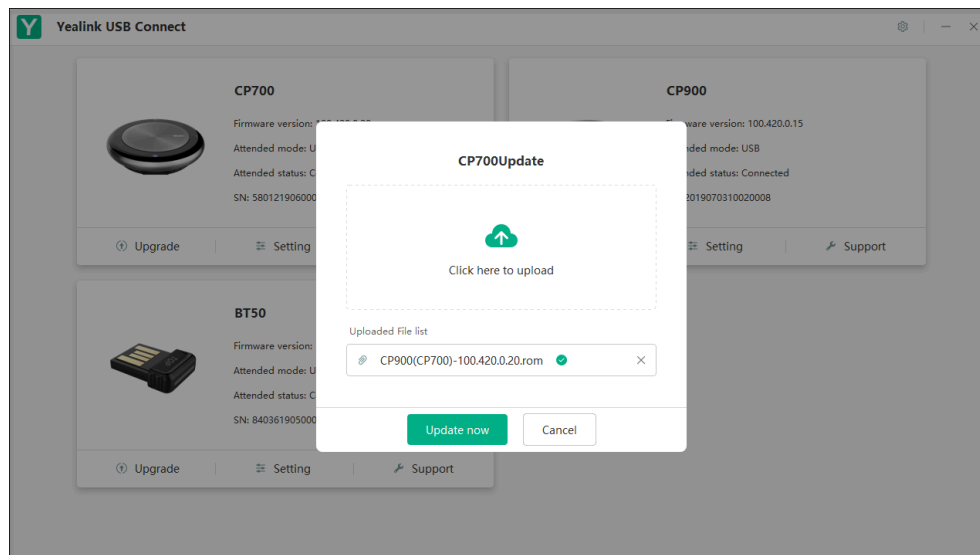 Y Yealink USB Connect
CP700
Firmware version:
Attended mode: U
Attended status: C
SN: 580121906000
Upgrade
Setting
CP900
ware version: 100.420.0.15
nded mode: USB
nded status: Connected
2019070310020008
Setting
Support
CP700Update
Click here to upload
Uploaded File list
CP900(CP700)-100.420.0.20.rom
Update now
Cancel
BT50
Firmware version:
Attended mode: U
Attended status: C
SN: 840361905000
Upgrade
Setting
Support